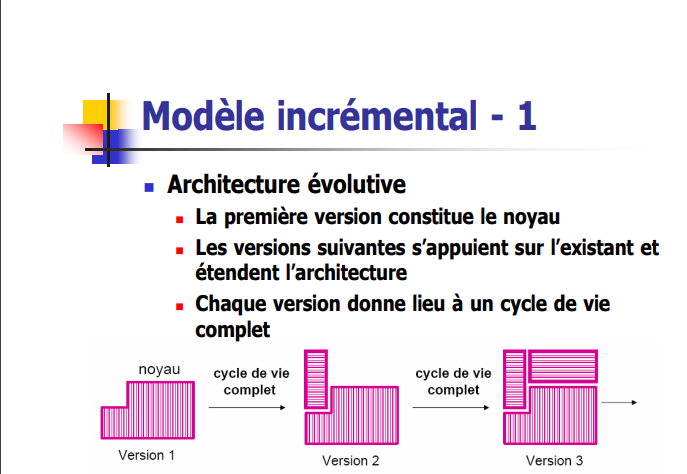 Modèle incrémental - 1
Architecture évolutive
La première version constitue le noyau
Les versions suivantes s’appuient sur l’existant et
étendent l’architecture
Chaque version donne lieu à un cycle de vie
complet
noyau
cycle de vie
complet
cycle de vie
complet
Version 1
Version 2
Version 3